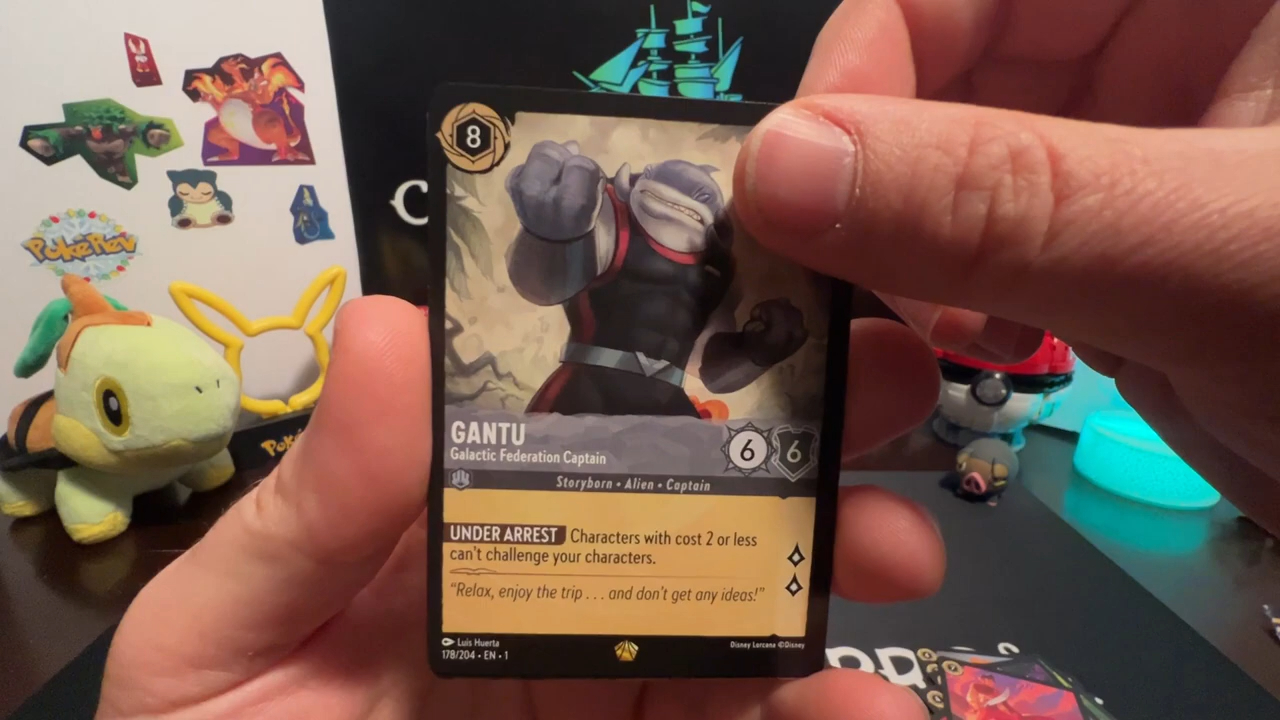 PokeRev
C
8
GANTU
Galactic Federation Captain
6 6
Storyborn • Alien • Captain
UNDER ARREST Characters with cost 2 or less
can't challenge your characters.
"Relax, enjoy the trip . . . and don't get any ideas!"
Luis Huerta
178/204 • EN • 1
Disney Lorcana ©Disney